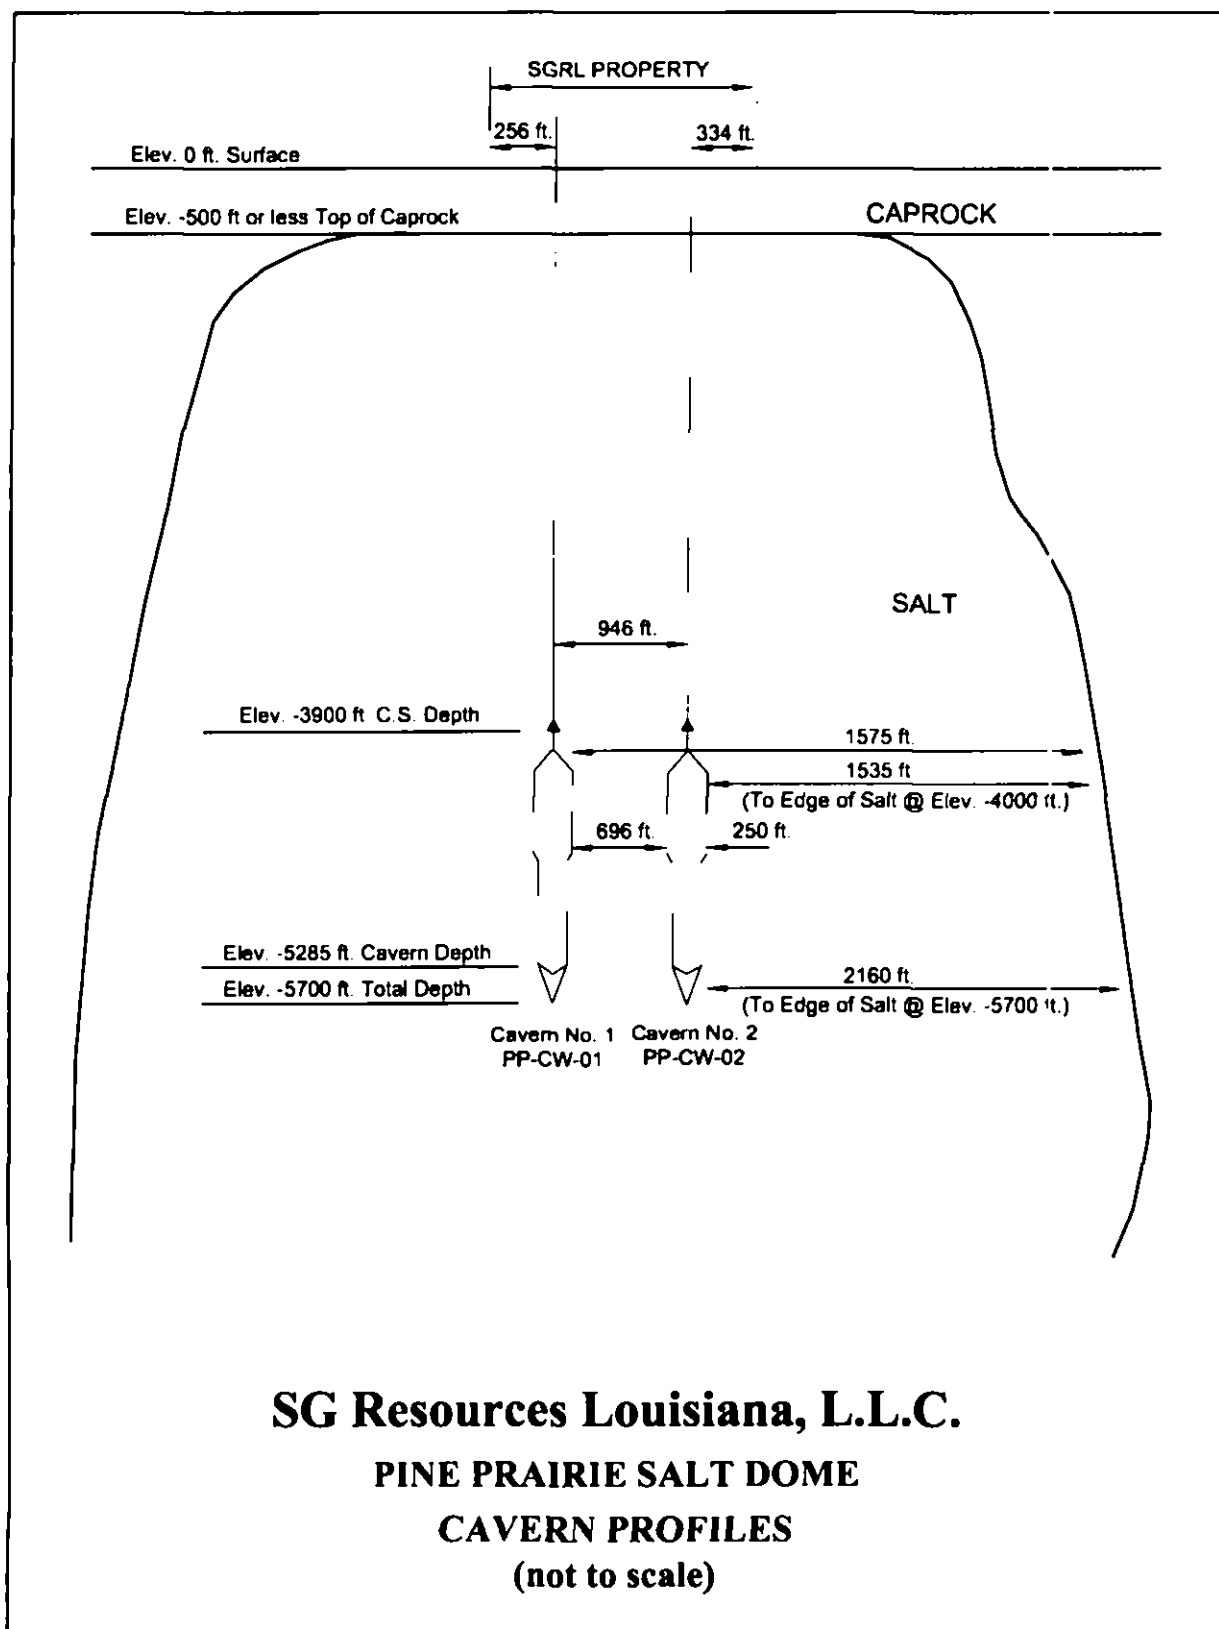 SGRL PROPERTY
256 ft.
334 ft.
Elev. 0 ft. Surface
Elev. -500 ft or less Top of Caprock
CAPROCK
SALT
946 ft.
Elev. -3900 ft C.S. Depth
1575 ft.
1535 ft
(To Edge of Salt @ Elev. -4000 ft.)
696 ft.
250 ft.
Elev. -5285 ft. Cavern Depth
Elev. -5700 ft. Total Depth
2160 ft.
(To Edge of Salt @ Elev. -5700 ft.)
Cavern No. 1 Cavern No. 2
PP-CW-01 PP-CW-02
SG Resources Louisiana, L.L.C.
PINE PRAIRIE SALT DOME
CAVERN PROFILES
(not to scale)